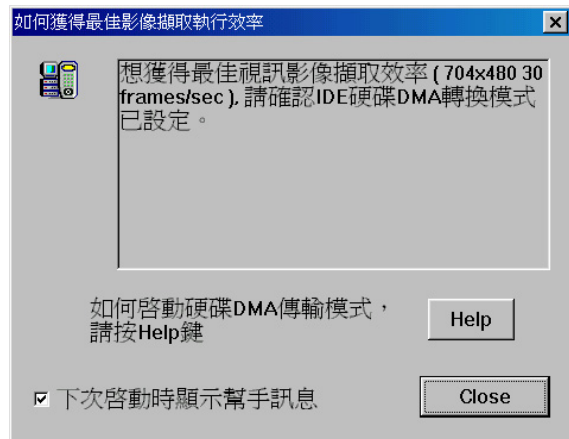 如何獲得最佳影像擷取執行效率
想獲得最佳視訊影像擷取效率 ( 704x480 30
frames/sec ), 請確認IDE硬碟DMA轉換模式
已設定。
如何啓動硬碟DMA傳輸模式，
請按Help鍵
Help
下次啓動時顯示幫手訊息
Close